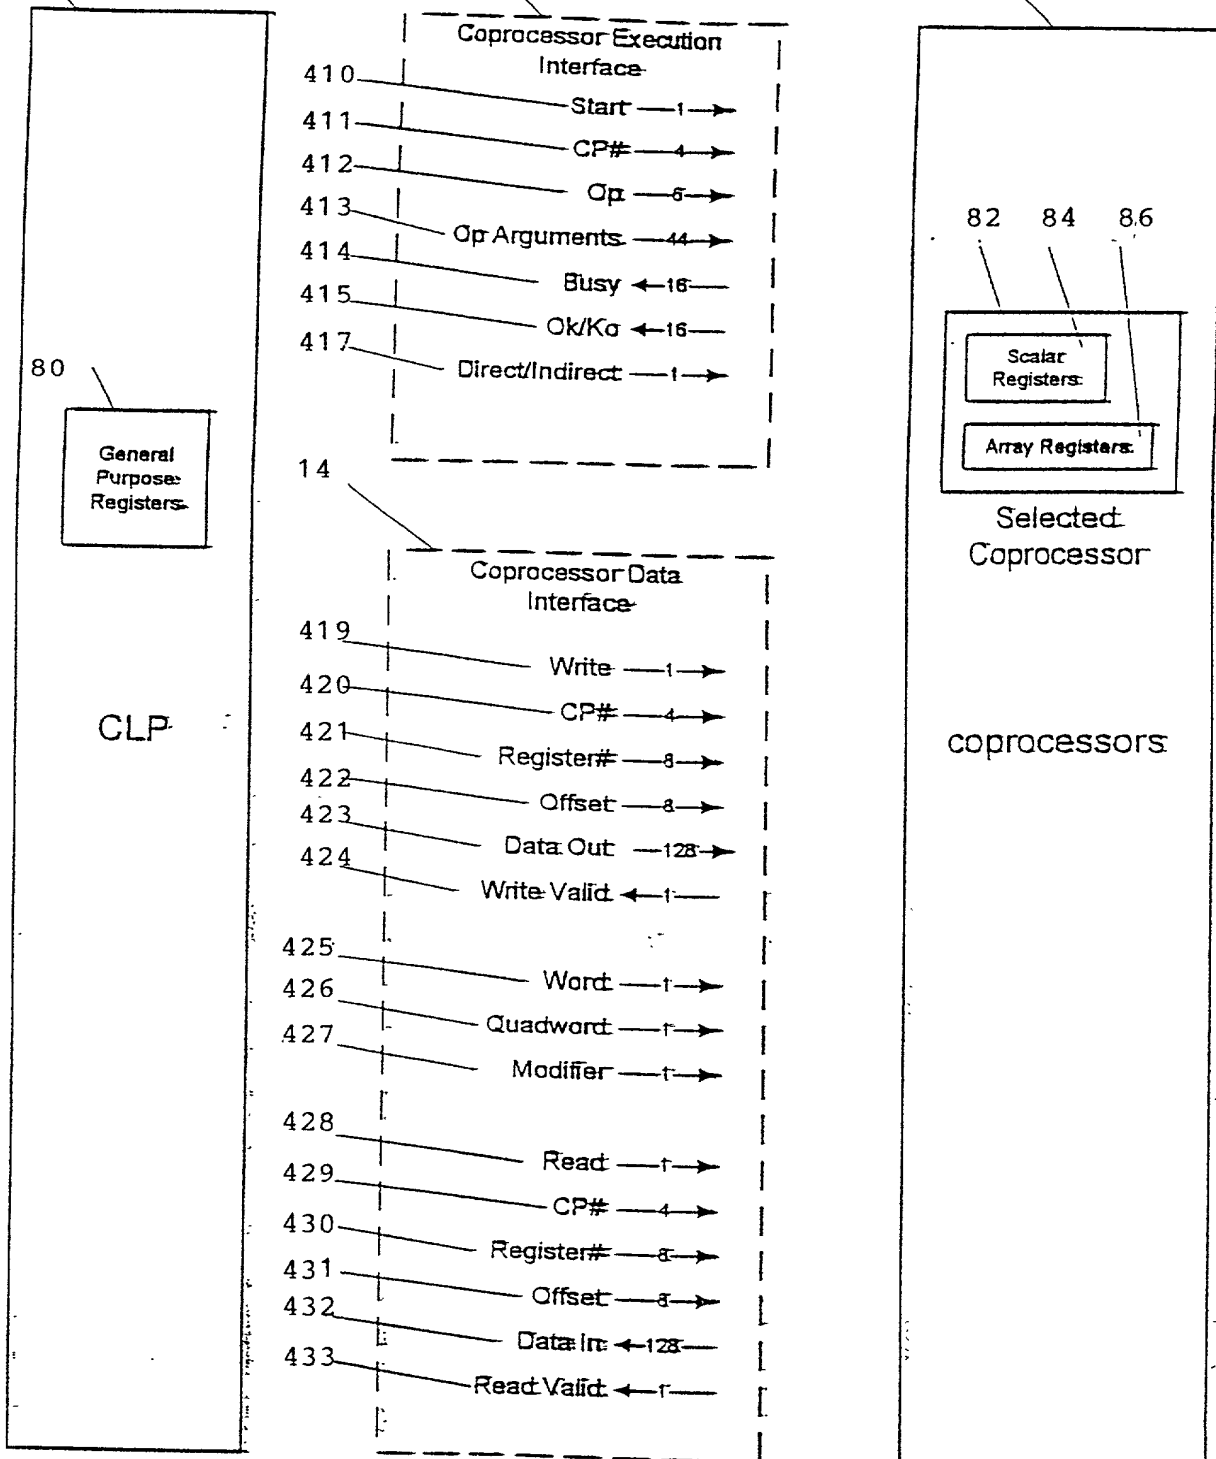 Coprocessor Execution
Interface
410
Start 1
411
CP# 4
412
Op 6
413
Op Arguments 44
414
Busy 16
415
Ok/Ko 16
417
Direct/Indirect 1
80
General
Purpose
Registers
82 84 86
Scalar
Registers
Array Registers
Selected
Coprocessor
14
Coprocessor Data
Interface
419
Write 1
420
CP# 4
421
Register# 8
422
Offset 8
423
Data Out 128
424
Write Valid 1
CLP
coprocessors
425
Word 1
426
Quadword 1
427
Modifier 1
428
Read 1
429
CP# 4
430
Register# 8
431
Offset 8
432
Data In 128
433
Read Valid 1